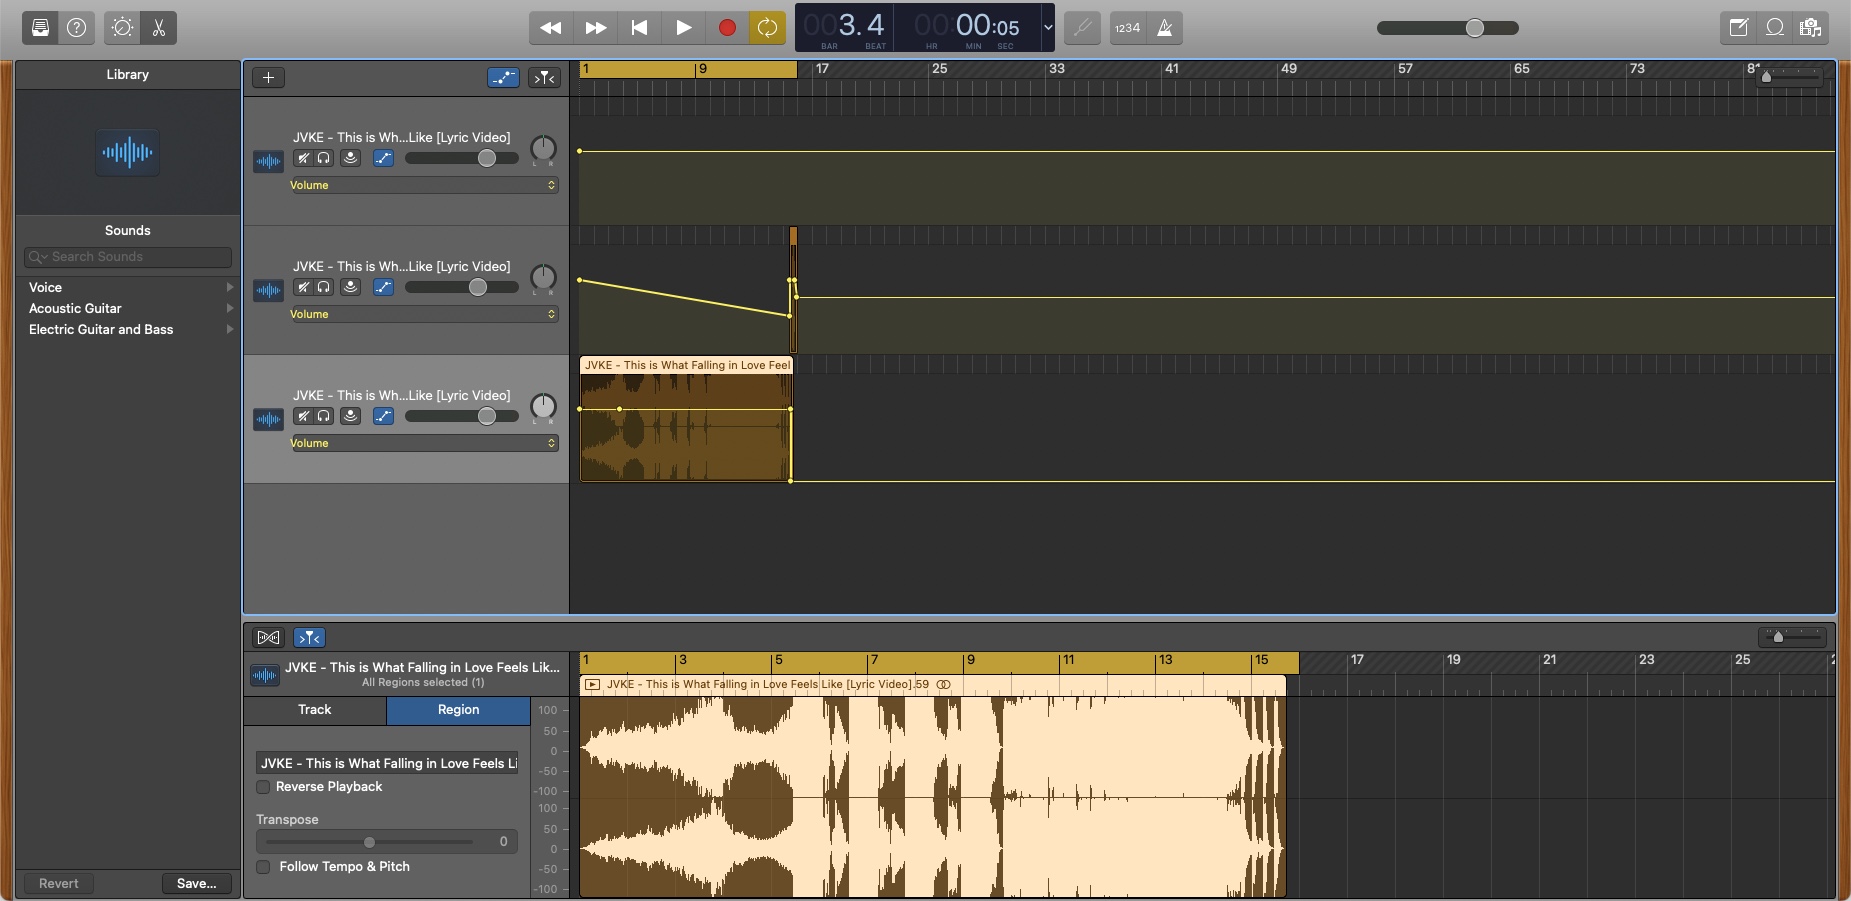 1234
003. 4
BAR BEAT
00 00:05
HR MIN SEC
Library
Sounds
Search Sounds
Voice
Acoustic Guitar
Electric Guitar and Bass
Revert
Save...
1 9 17 25 33 41 49 57 65 73
JVKE - This is Wh...Like [Lyric Video]
L R
Volume
JVKE - This is Wh...Like [Lyric Video]
L R
Volume
JVKE - This is What Falling in Love Feel
JVKE - This is Wh...Like [Lyric Video]
L R
Volume
JVKE - This is What Falling in Love Feels Lik...
All Regions selected (1)
Track
Region
JVKE - This is What Falling in Love Feels Li
Reverse Playback
Transpose
0
Follow Tempo & Pitch
1 3 5 7 9 11 13 15 17 19 21 23 25
JVKE - This is What Falling in Love Feels Like [Lyric Video].59
100
50
0
-50
-100
100
50
0
-50
-100